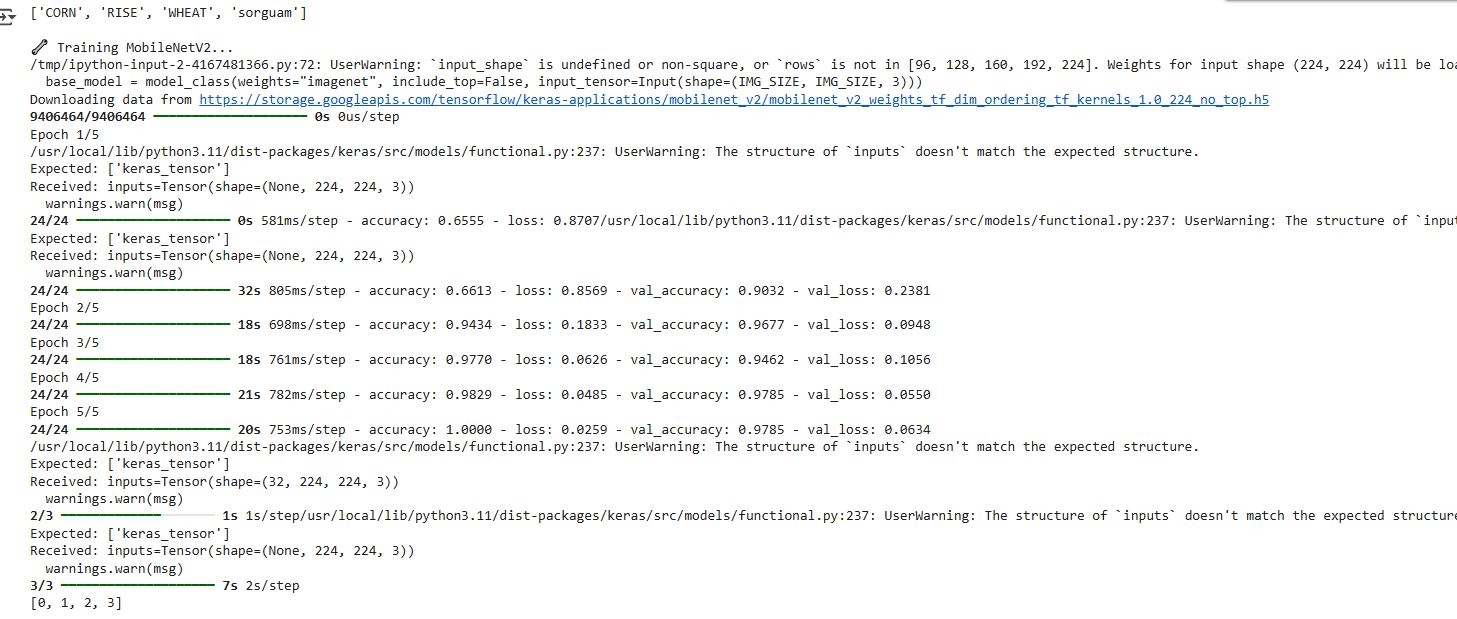 ['CORN', 'RISE', 'WHEAT', 'sorguam']
Training MobileNetV2...
/tmp/ipython-input-2-4167481366.py:72: UserWarning: `input_shape` is undefined or non-square, or `rows` is not in [96, 128, 160, 192, 224]. Weights for input shape (224, 224) will be
  base_model = model_class(weights="imagenet", include_top=False, input_tensor=Input(shape=(IMG_SIZE, IMG_SIZE, 3)))
Downloading data from https://storage.googleapis.com/tensorflow/keras-applications/mobilenet_v2/mobilenet_v2_weights_tf_dim_ordering_tf_kernels_1.0_224_no_top.h5
9406464/9406464 0s 0us/step
Epoch 1/5
/usr/local/lib/python3.11/dist-packages/keras/src/models/functional.py:237: UserWarning: The structure of `inputs` doesn't match the expected structure.
Expected: ['keras_tensor']
Received: inputs=Tensor(shape=(None, 224, 224, 3))
  warnings.warn(msg)
24/24 0s 581ms/step - accuracy: 0.6555 - loss: 0.8707/usr/local/lib/python3.11/dist-packages/keras/src/models/functional.py:237: UserWarning: The structure of
Expected: ['keras_tensor']
Received: inputs=Tensor(shape=(None, 224, 224, 3))
  warnings.warn(msg)
24/24 32s 805ms/step - accuracy: 0.6613 - loss: 0.8569 - val_accuracy: 0.9032 - val_loss: 0.2381
Epoch 2/5
24/24 18s 698ms/step - accuracy: 0.9434 - loss: 0.1833 - val_accuracy: 0.9677 - val_loss: 0.0948
Epoch 3/5
24/24 18s 761ms/step - accuracy: 0.9770 - loss: 0.0626 - val_accuracy: 0.9462 - val_loss: 0.1056
Epoch 4/5
24/24 21s 782ms/step - accuracy: 0.9829 - loss: 0.0485 - val_accuracy: 0.9785 - val_loss: 0.0550
Epoch 5/5
24/24 20s 753ms/step - accuracy: 1.0000 - loss: 0.0259 - val_accuracy: 0.9785 - val_loss: 0.0634
/usr/local/lib/python3.11/dist-packages/keras/src/models/functional.py:237: UserWarning: The structure of `inputs` doesn't match the expected structure.
Expected: ['keras_tensor']
Received: inputs=Tensor(shape=(32, 224, 224, 3))
  warnings.warn(msg)
2/3 1s 1s/step/usr/local/lib/python3.11/dist-packages/keras/src/models/functional.py:237: UserWarning: The structure of `inputs` doesn't match the expected structure
Expected: ['keras_tensor']
Received: inputs=Tensor(shape=(None, 224, 224, 3))
  warnings.warn(msg)
3/3 7s 2s/step
[0, 1, 2, 3]